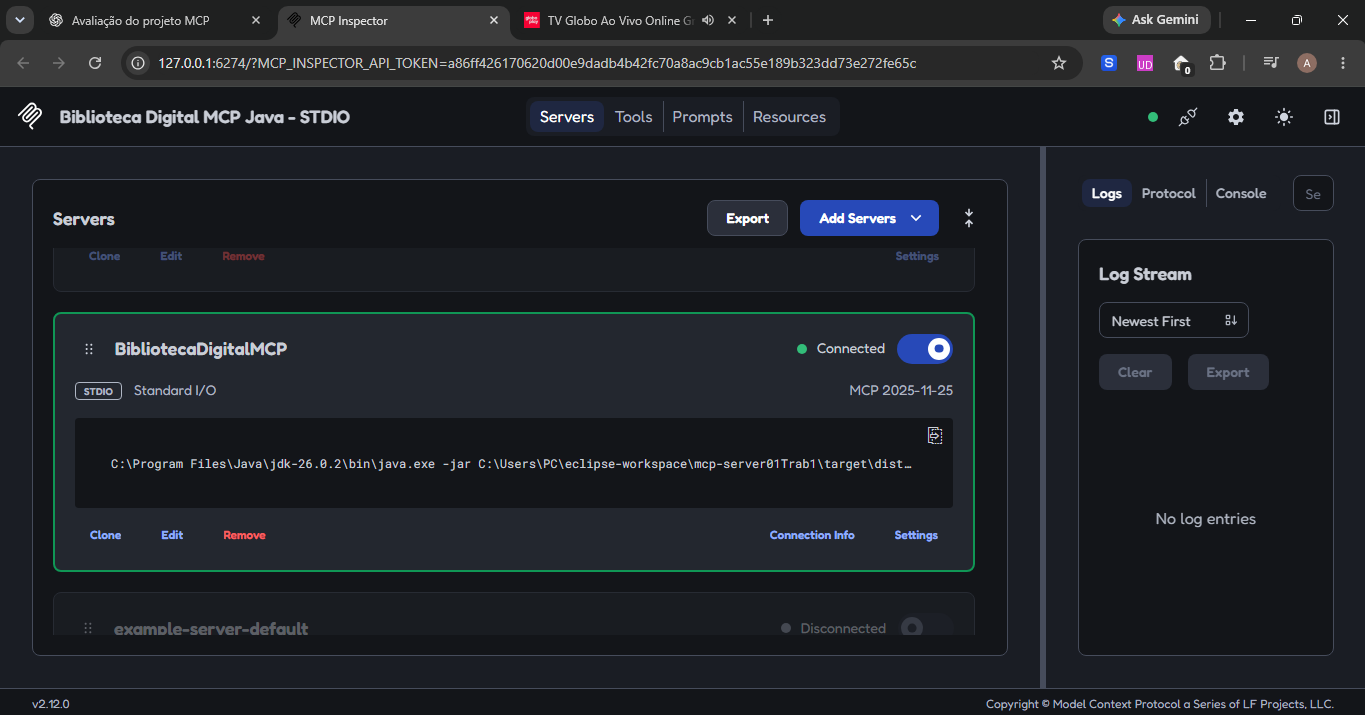 Avaliação do projeto MCP
MCP Inspector
TV Globo Ao Vivo Online G
Ask Gemini
127.0.0.1:6274/?MCP_INSPECTOR_API_TOKEN=a86ff426170620d00e9dadb4b42fc70a8ac9cb1ac55e189b323dd73e272fe65c
S
UD
0
A
Biblioteca Digital MCP Java - STDIO
Servers
Tools
Prompts
Resources
Servers
Export
Add Servers
Clone
Edit
Remove
Settings
BibliotecaDigitalMCP
Connected
STDIO
Standard I/O
MCP 2025-11-25
C:\Program Files\Java\jdk-26.0.2\bin\java.exe -jar C:\Users\PC\eclipse-workspace\mcp-server01Trab1\target\dist…
Clone
Edit
Remove
Connection Info
Settings
example-server-default
Disconnected
Logs
Protocol
Console
Se
Log Stream
Newest First
Clear
Export
No log entries
v2.12.0
Copyright © Model Context Protocol a Series of LF Projects, LLC.